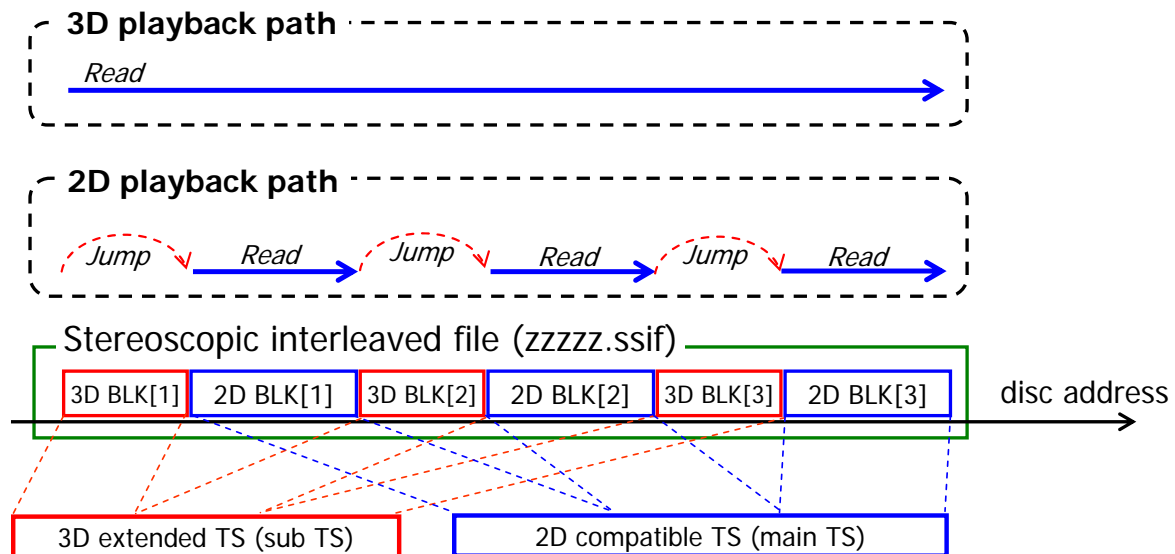 3D playback path
Read
2D playback path
Jump Read Jump Read Jump Read
Stereoscopic interleaved file (zzzzz.ssif)
3D BLK[1] 2D BLK[1] 3D BLK[2] 2D BLK[2] 3D BLK[3] 2D BLK[3] disc address
3D extended TS (sub TS) 2D compatible TS (main TS)